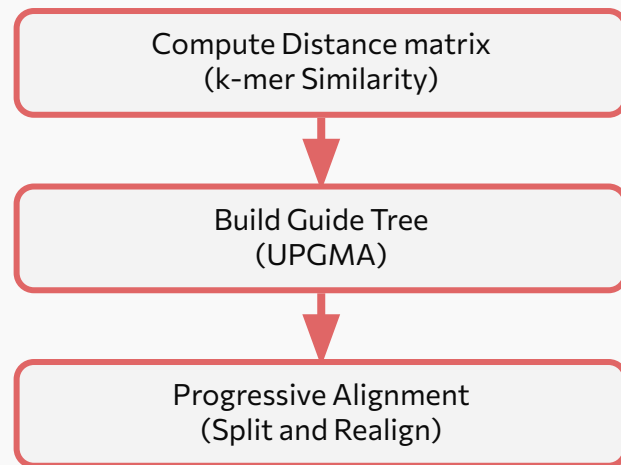 Compute Distance matrix
(k-mer Similarity)
Build Guide Tree
(UPGMA)
Progressive Alignment
(Split and Realign)